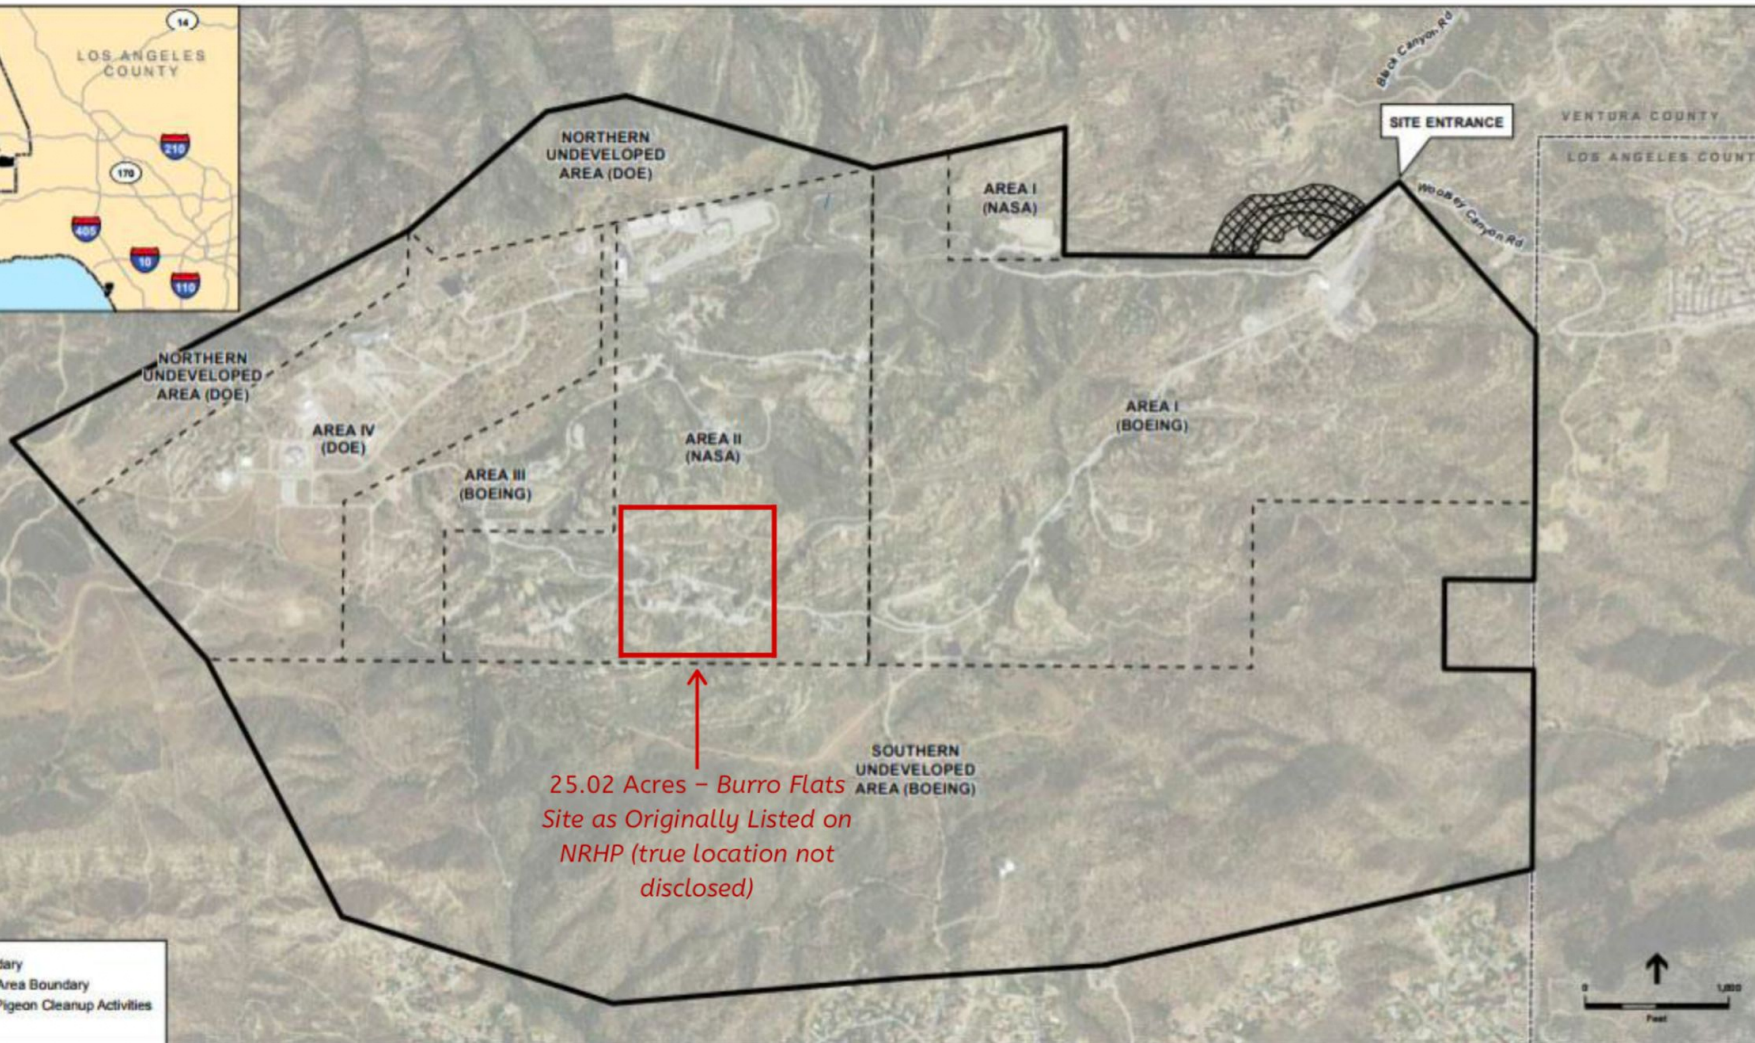 14
LOS ANGELES
COUNTY
210
170
405
10
110
Black Canyon Rd
SITE ENTRANCE
VENTURA COUNTY
LOS ANGELES COUNT
Woolsey Canyon Rd
NORTHERN
UNDEVELOPED
AREA (DOE)
AREA I
(NASA)
NORTHERN
UNDEVELOPED
AREA (DOE)
AREA IV
(DOE)
AREA III
(BOEING)
AREA II
(NASA)
AREA I
(BOEING)
SOUTHERN
UNDEVELOPED
AREA (BOEING)
25.02 Acres – Burro Flats
Site as Originally Listed on
NRHP (true location not
disclosed)
dary
Area Boundary
Pigeon Cleanup Activities
0 1,000
Feet